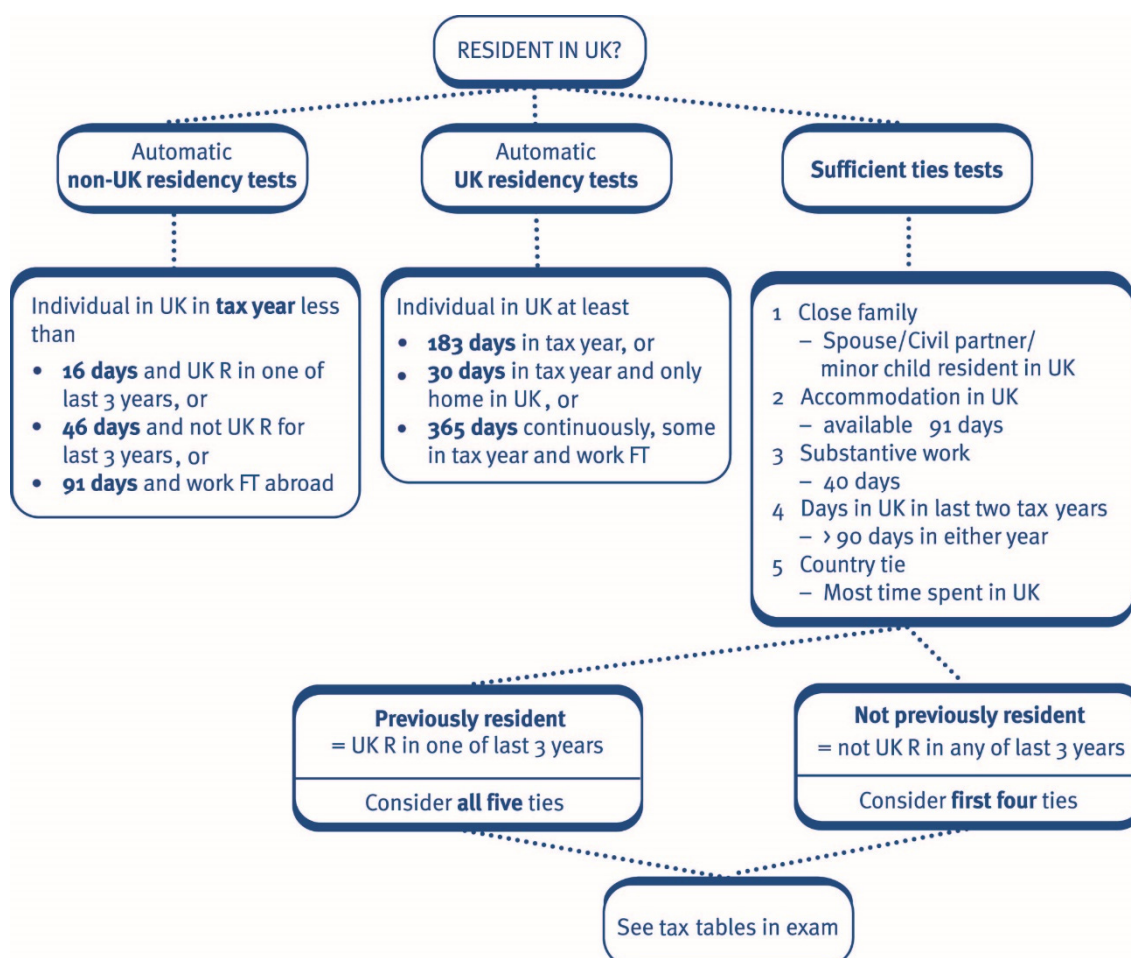 RESIDENT IN UK?
Automatic
non-UK residency tests
Automatic
UK residency tests
Sufficient ties tests
Individual in UK in tax year less
than
• 16 days and UK R in one of
last 3 years, or
• 46 days and not UK R for
last 3 years, or
• 91 days and work FT abroad
Individual in UK at least
• 183 days in tax year, or
• 30 days in tax year and only
home in UK, or
• 365 days continuously, some
in tax year and work FT
1 Close family
– Spouse/Civil partner/
minor child resident in UK
2 Accommodation in UK
– available 91 days
3 Substantive work
– 40 days
4 Days in UK in last two tax years
– > 90 days in either year
5 Country tie
– Most time spent in UK
Previously resident
= UK R in one of last 3 years
Consider all five ties
Not previously resident
= not UK R in any of last 3 years
Consider first four ties
See tax tables in exam